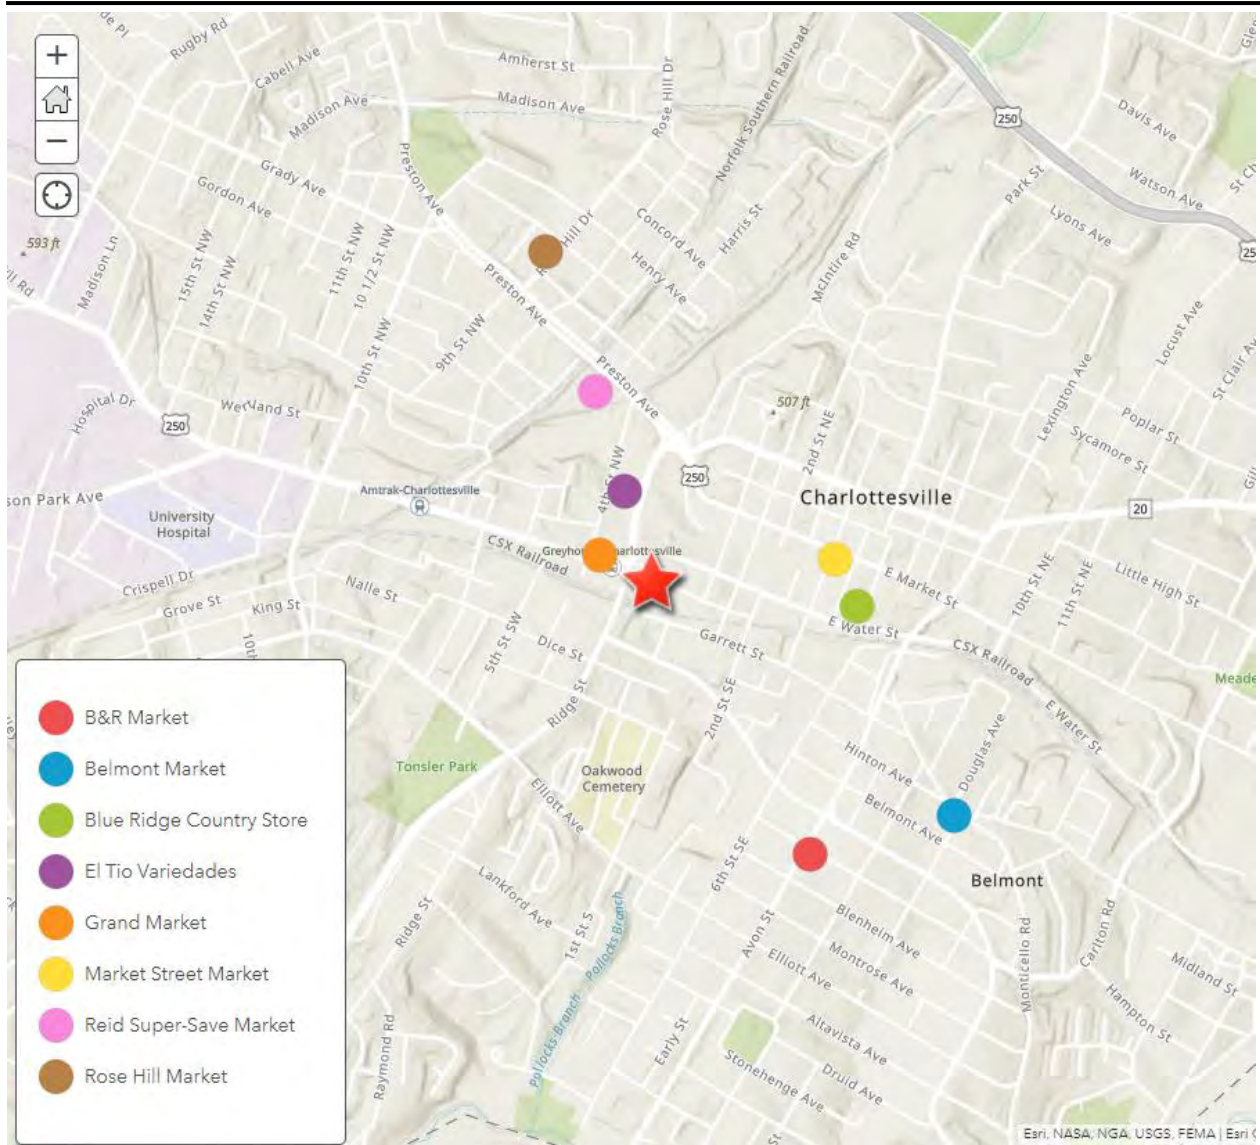 Rugby Rd
Cabell Ave
Amherst St
Madison Ave
Madison Ave
Rose Hill Dr
Norfolk Southern Railroad
250
Davis Ave
Watson Ave
Park St
Lyons Ave
Grady Ave
Gordon Ave
Preston Ave
593 ft
Madison Ln
15th St NW
14th St NW
11th St NW
10 1/2 St NW
Hill Dr
Concord Ave
Harris St
Henry Ave
McIntire Rd
Preston Ave
10th St NW
9th St NW
Locust Ave
St Clair Av
Preston Ave
Lexington Ave
Hospital Dr
250
507 ft
2nd St NE
Poplar St
Sycamore St
4th St NW
250
Charlottesville
20
son Park Ave
Amtrak-Charlottesville
University
Hospital
CSX Railroad
E Market St
10th St NE
11th St NE
Little High St
Crispell Dr
Grove St
King St
Nalle St
E Water St
CSX Railroad
Garrett St
Dice St
5th St SW
Ridge St
2nd St SE
E Water St
Meade
Hinton Ave
Douglas Ave
Tonsler Park
Oakwood
Cemetery
Elliott Ave
Belmont Ave
6th St SE
Belmont
Lankford Ave
Ridge St
1st St S
Pollocks Branch
Pollocks Branch
Avon St
Blenheim Ave
Montrose Ave
Elliott Ave
Monticello Rd
Carlton Rd
Midland St
Hampton St
Altavista Ave
Druid Ave
Stonehenge Ave
Early St
Raymond Rd
B&R Market
Belmont Market
Blue Ridge Country Store
El Tio Variedades
Grand Market
Market Street Market
Reid Super-Save Market
Rose Hill Market
Esri, NASA, NGA, USGS, FEMA | Esri